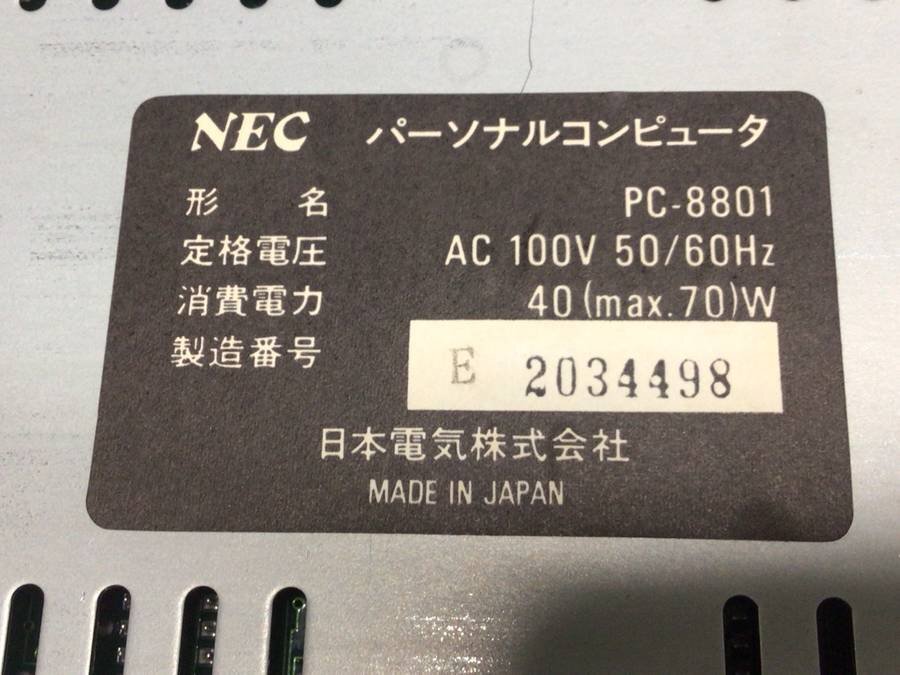 NEC パーソナルコンピュータ
形名 PC-8801
定格電圧 AC 100V 50/60Hz
消費電力 40(max.70)W
製造番号 E 2034498
日本電気株式会社
MADE IN JAPAN